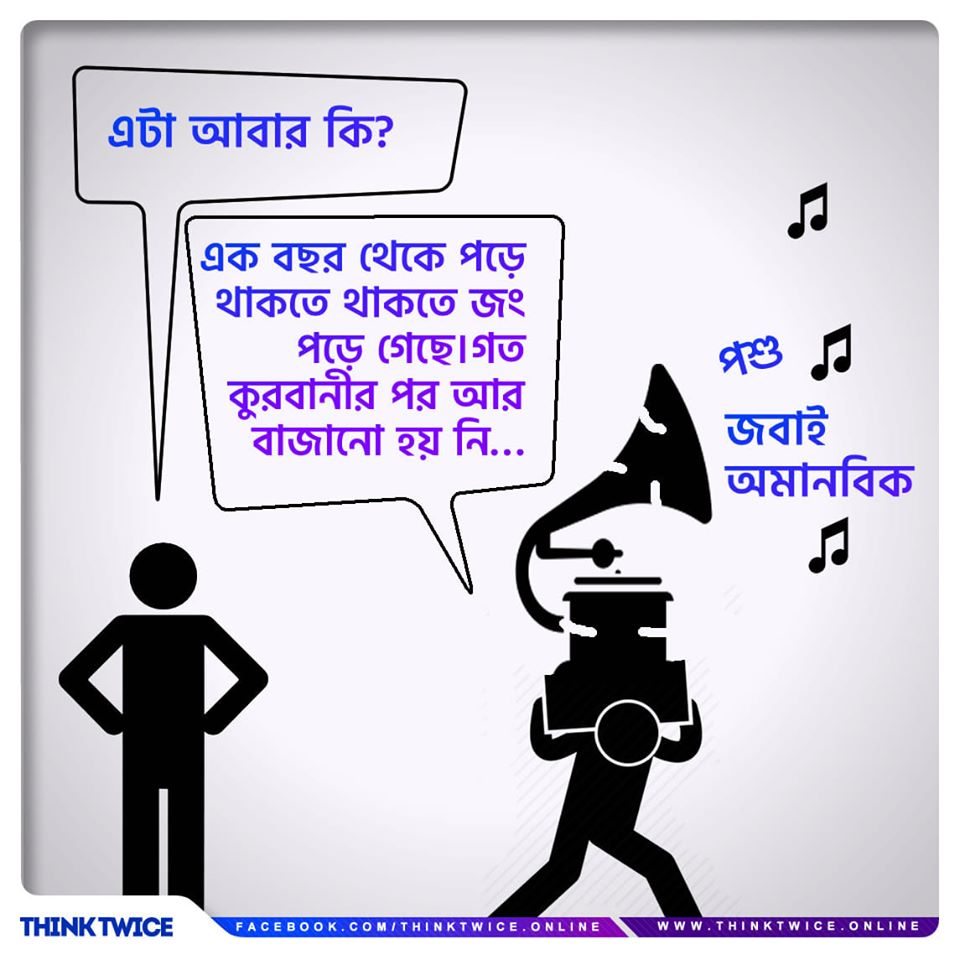 এটা আবার কি?
এক বছর থেকে পড়ে
থাকতে থাকতে জং
পড়ে গেছে।গত
কুরবানীর পর আর
বাজানো হয় নি...
পশু
জবাই
অমানবিক
THINK TWICE
FACEBOOK.COM/THINKTWICE.ONLINE
WWW.THINKTWICE.ONLINE